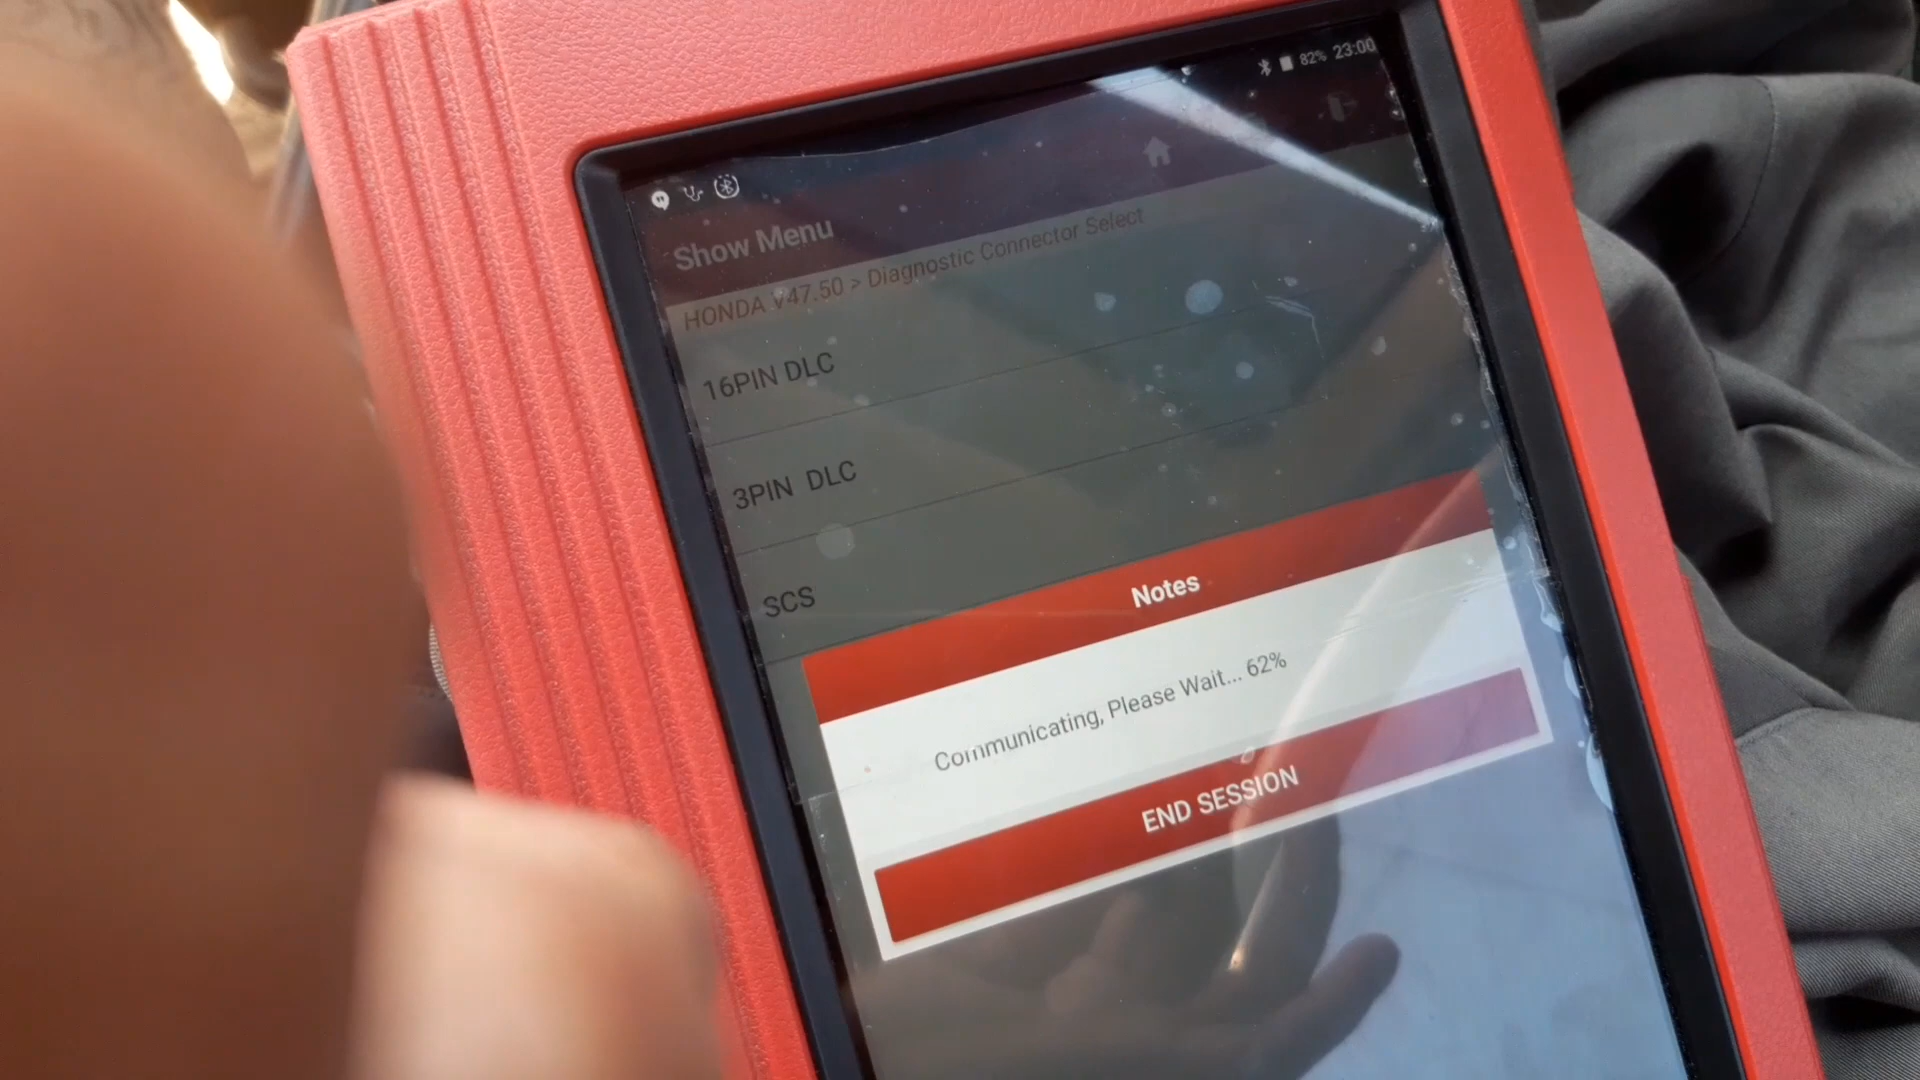 82% 23:00
Show Menu
HONDA V47.50 > Diagnostic Connector Select
16PIN DLC
3PIN DLC
SCS
Notes
Communicating, Please Wait... 62%
END SESSION